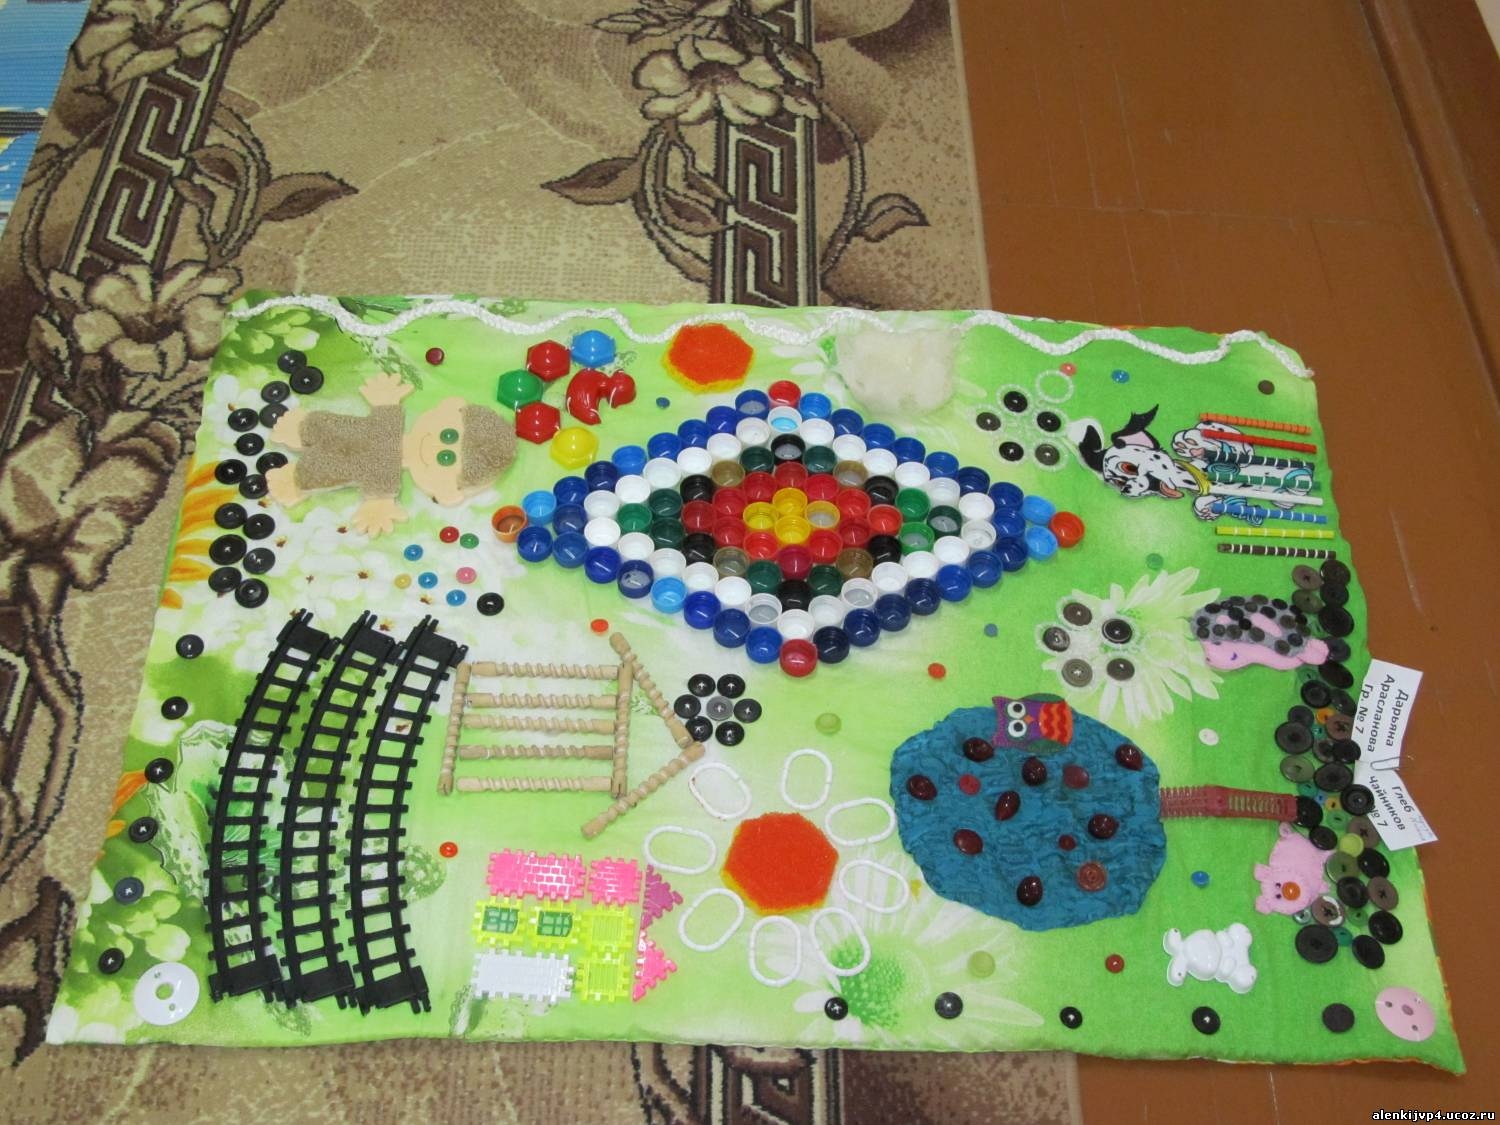 Дарьяна
Арасланова
Гр. № 7
Глеб
чайников
№ 7
alenkijvp4.ucoz.ru